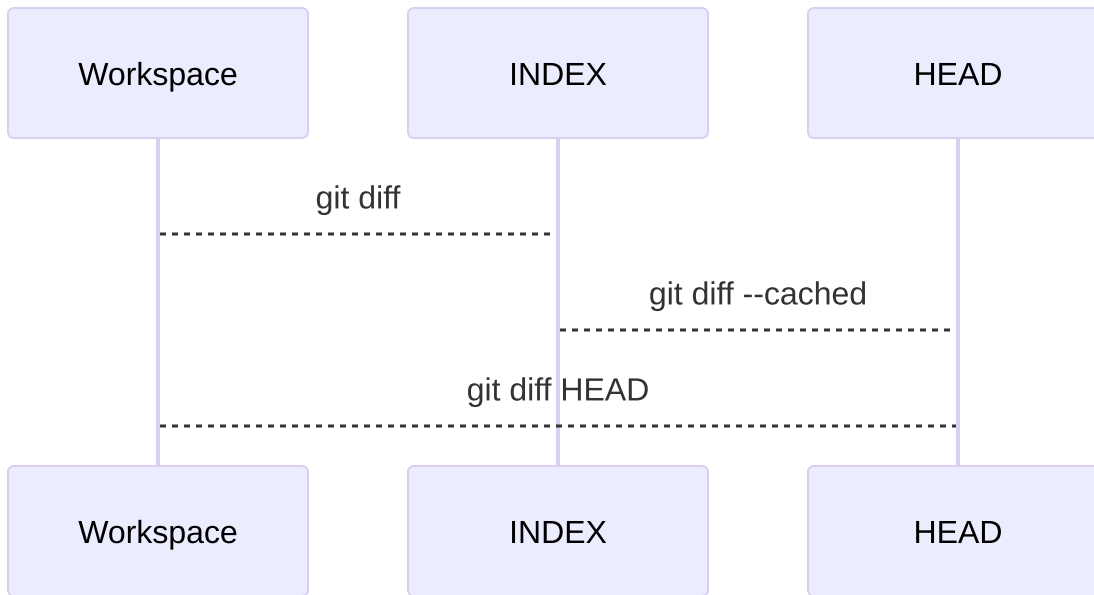 Workspace
INDEX
HEAD
git diff
git diff --cached
git diff HEAD
Workspace
INDEX
HEAD